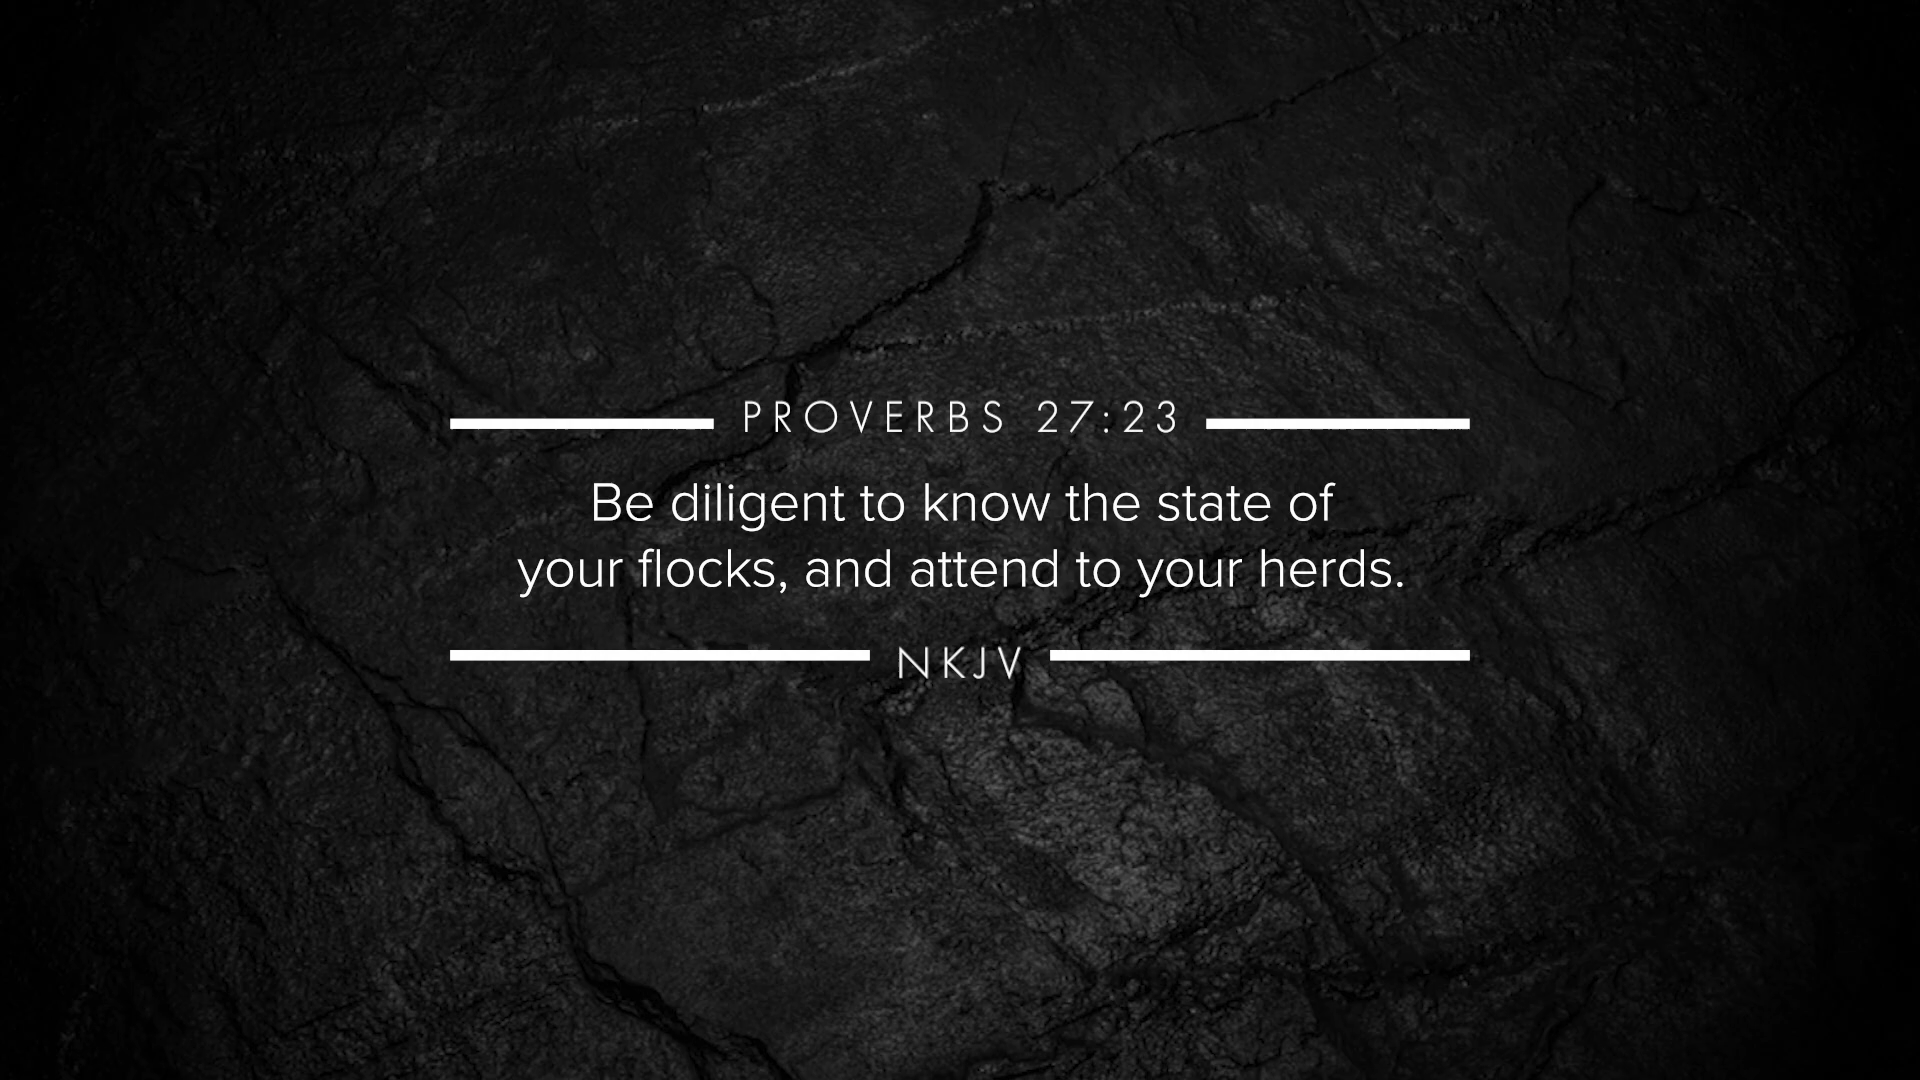 PROVERBS 27:23
Be diligent to know the state of
your flocks, and attend to your herds.
NKJV